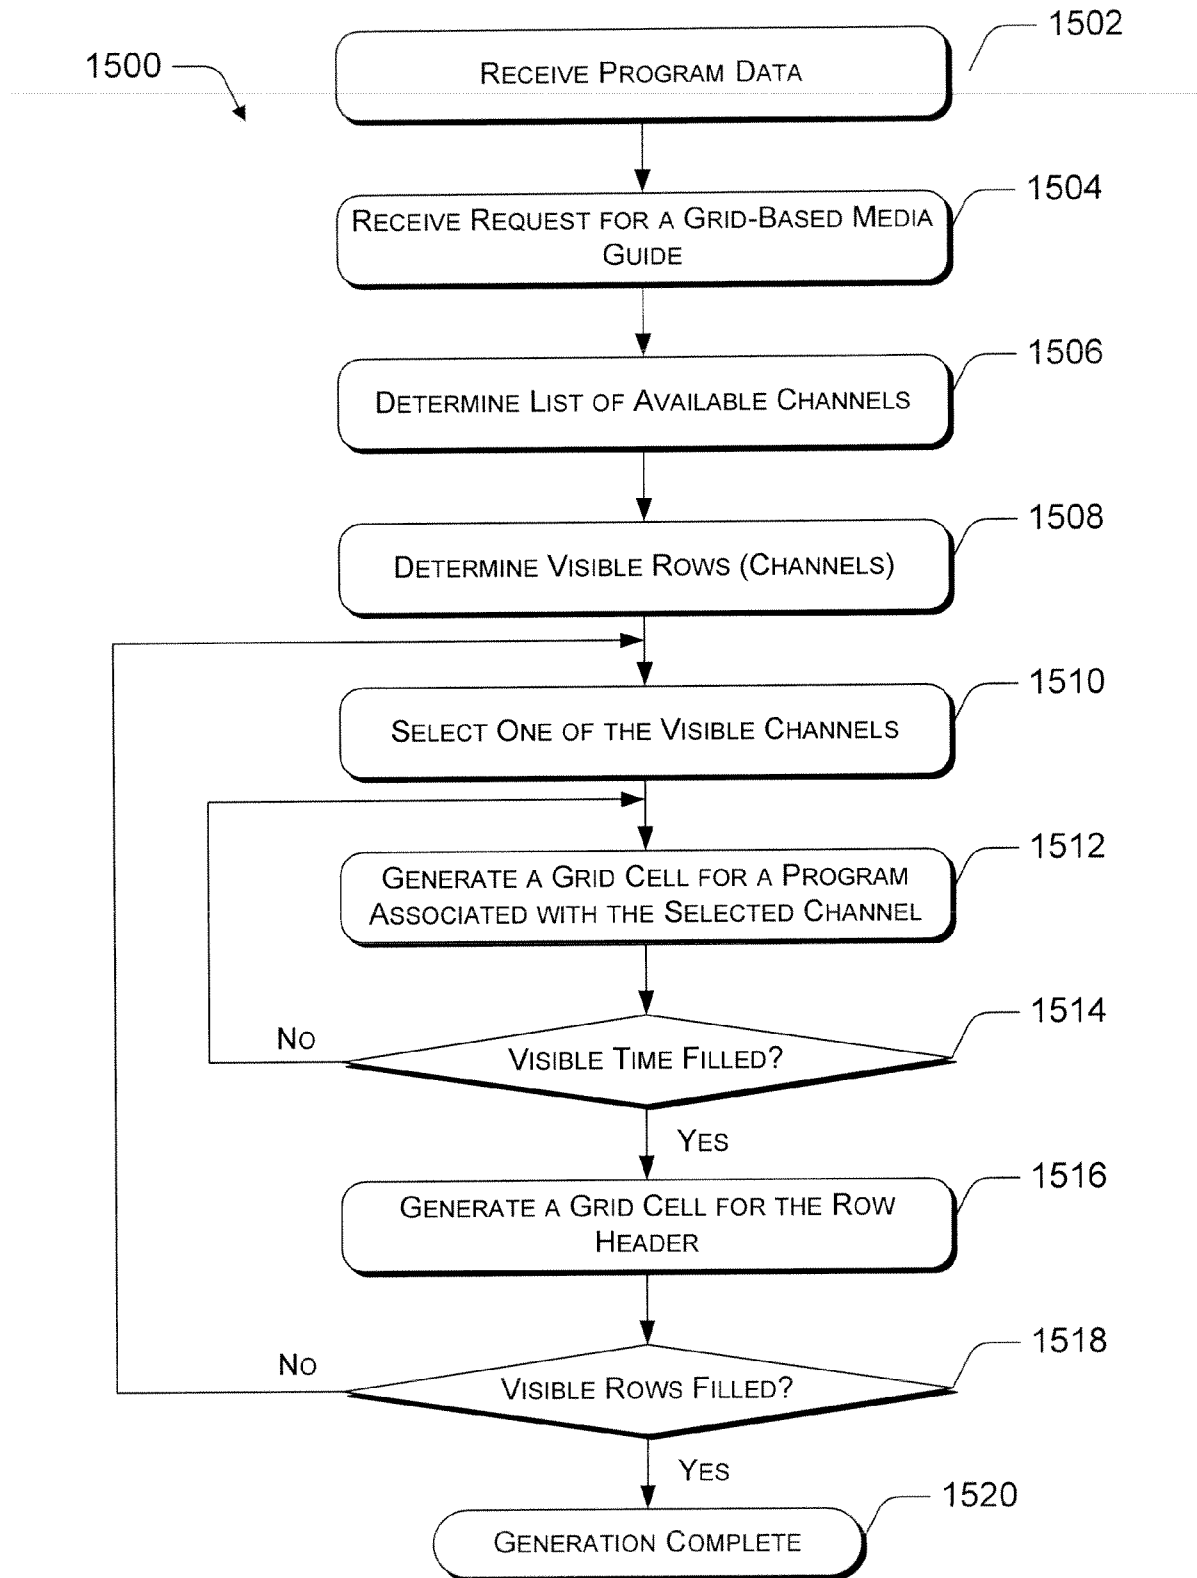 1500
1502
RECEIVE PROGRAM DATA
1504
RECEIVE REQUEST FOR A GRID-BASED MEDIA
GUIDE
1506
DETERMINE LIST OF AVAILABLE CHANNELS
1508
DETERMINE VISIBLE ROWS (CHANNELS)
1510
SELECT ONE OF THE VISIBLE CHANNELS
1512
GENERATE A GRID CELL FOR A PROGRAM
ASSOCIATED WITH THE SELECTED CHANNEL
1514
NO
VISIBLE TIME FILLED?
YES
1516
GENERATE A GRID CELL FOR THE ROW
HEADER
1518
NO
VISIBLE ROWS FILLED?
YES
1520
GENERATION COMPLETE